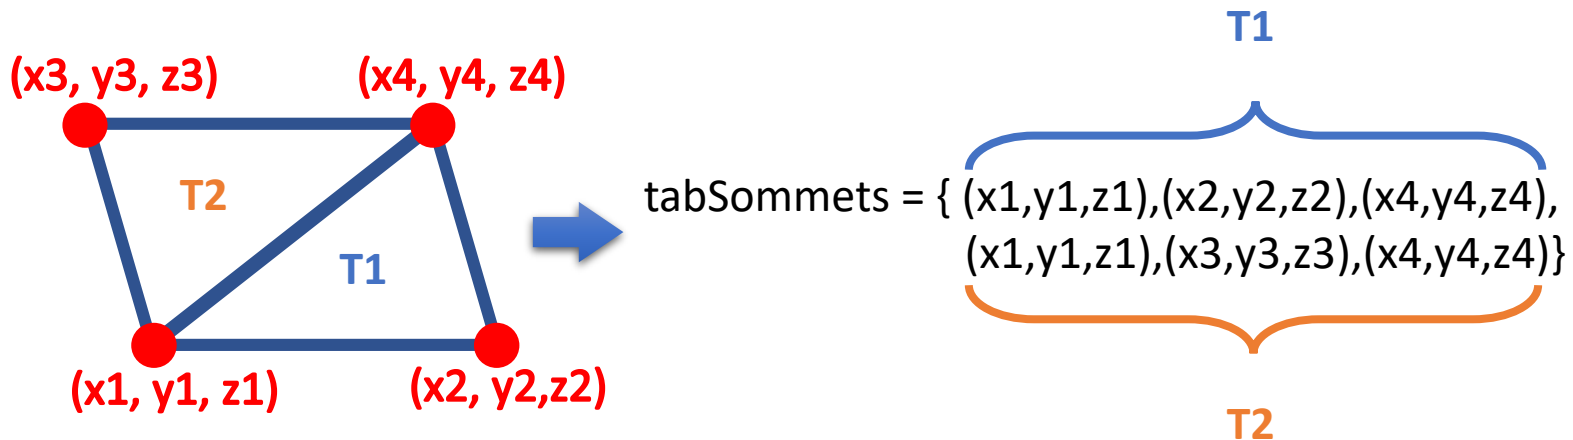 T1
(x3, y3, z3)
(x4, y4, z4)
T2
T1
(x1, y1, z1)
(x2, y2,z2)
tabSommets = { (x1,y1,z1),(x2,y2,z2),(x4,y4,z4),
(x1,y1,z1),(x3,y3,z3),(x4,y4,z4)}
T2